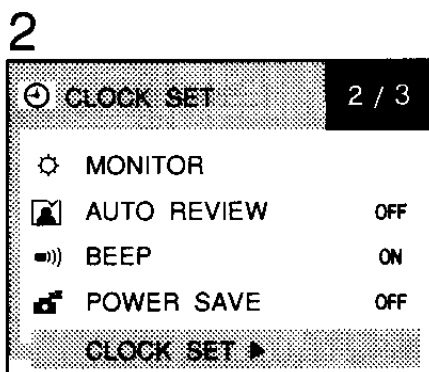 2
CLOCK SET 2 / 3
MONITOR
AUTO REVIEW OFF
BEEP ON
POWER SAVE OFF
CLOCK SET ▶